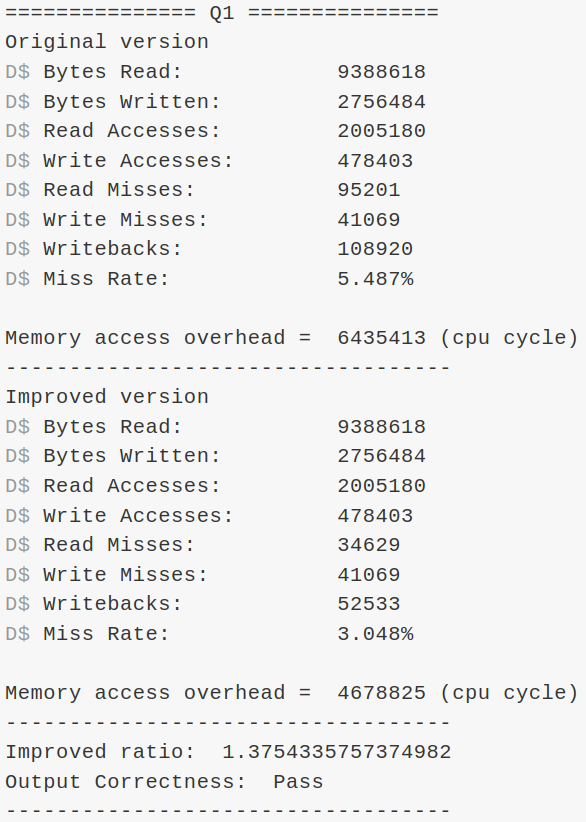 =============== Q1 ===============
Original version
D$ Bytes Read:            9388618
D$ Bytes Written:         2756484
D$ Read Accesses:         2005180
D$ Write Accesses:        478403
D$ Read Misses:           95201
D$ Write Misses:          41069
D$ Writebacks:            108920
D$ Miss Rate:             5.487%
Memory access overhead =  6435413 (cpu cycle)
-----------------------------------
Improved version
D$ Bytes Read:            9388618
D$ Bytes Written:         2756484
D$ Read Accesses:         2005180
D$ Write Accesses:        478403
D$ Read Misses:           34629
D$ Write Misses:          41069
D$ Writebacks:            52533
D$ Miss Rate:             3.048%
Memory access overhead =  4678825 (cpu cycle)
-----------------------------------
Improved ratio:  1.3754335757374982
Output Correctness:  Pass
-----------------------------------